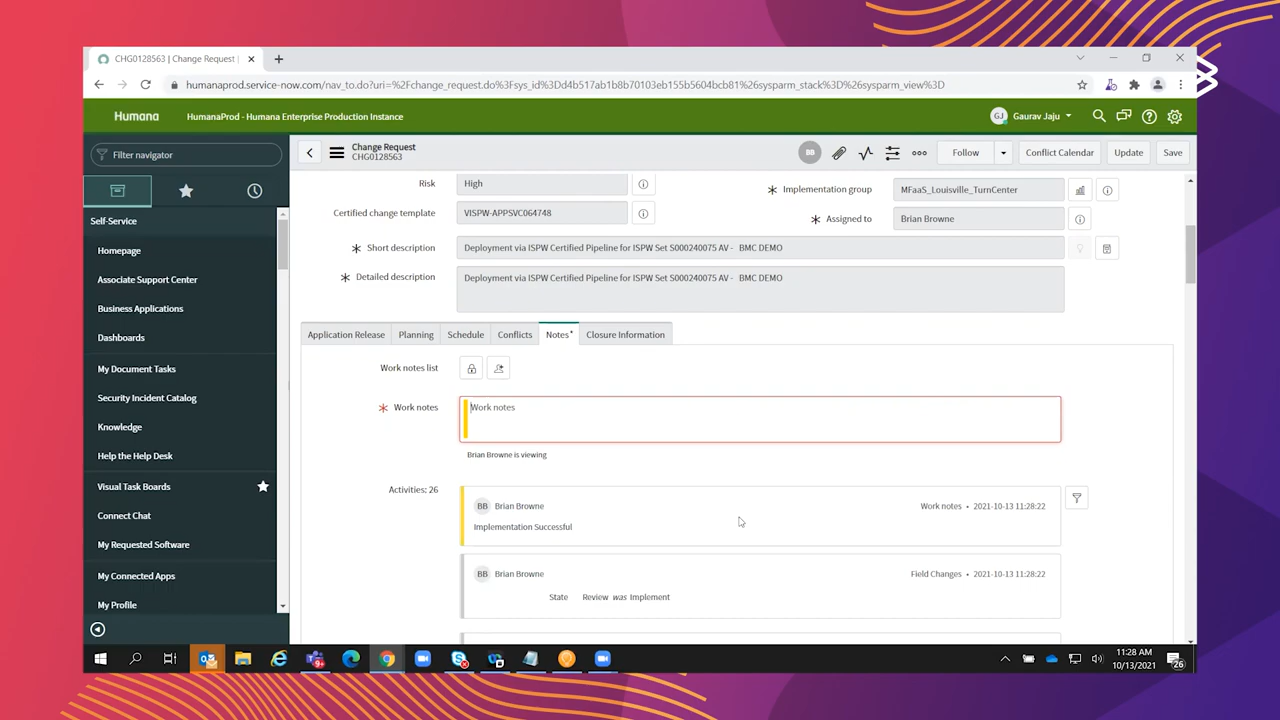 CHG0128563 | Change Request |
humanaprod.service-now.com/nav_to.do?uri=%2Fchange_request.do%3Fsys_id%3Dd4b517ab1b8b70103eb155b5604bcb81%26sysparm_stack%3D%26sysparm_view%3D
Humana
HumanaProd - Humana Enterprise Production Instance
GJ
Gaurav Jaju
Filter navigator
Change Request
CHG0128563
BB
Follow
Conflict Calendar
Update
Save
Self-Service
Homepage
Associate Support Center
Business Applications
Dashboards
My Document Tasks
Security Incident Catalog
Knowledge
Help the Help Desk
Visual Task Boards
Connect Chat
My Requested Software
My Connected Apps
My Profile
Risk
High
Implementation group
MFaaS_Louisville_TurnCenter
Certified change template
VISPW-APPSVC064748
Assigned to
Brian Browne
Short description
Deployment via ISPW Certified Pipeline for ISPW Set S000240075 AV - BMC DEMO
Detailed description
Deployment via ISPW Certified Pipeline for ISPW Set S000240075 AV - BMC DEMO
Application Release
Planning
Schedule
Conflicts
Notes*
Closure Information
Work notes list
Work notes
Work notes
Brian Browne is viewing
Activities: 26
BB
Brian Browne
Work notes • 2021-10-13 11:28:22
Implementation Successful
BB
Brian Browne
Field Changes • 2021-10-13 11:28:22
State Review was Implement
11:28 AM
10/13/2021
26